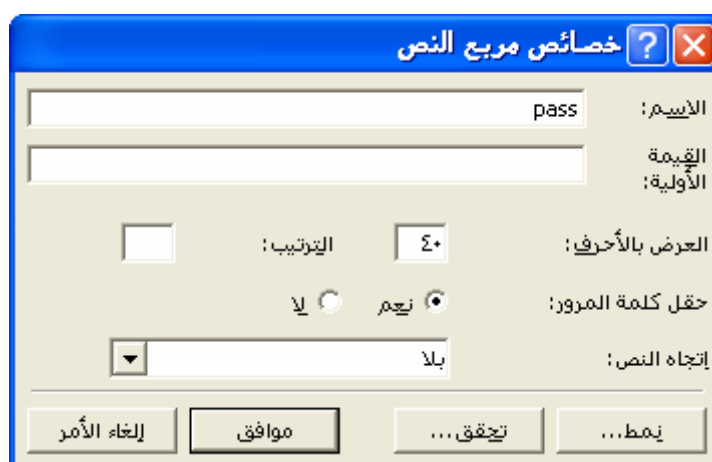 خصائص مربع النص
الاسم: pass
القيمة
الأولية:
العرض بالأحرف: ٤٠ الترتيب:
حقل كلمة المرور: نعم لا
إتجاه النص: بلا
نمط... تحقق... موافق إلغاء الأمر